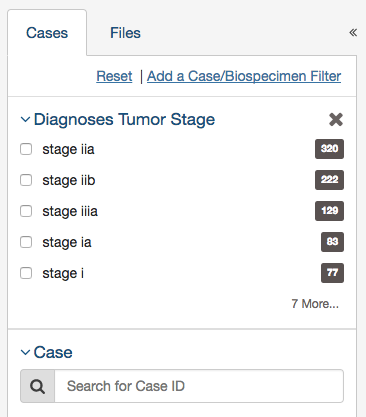 Cases Files «
Reset | Add a Case/Biospecimen Filter
Diagnoses Tumor Stage
stage iia 320
stage iib 222
stage iiia 129
stage ia 83
stage i 77
7 More...
Case
Search for Case ID